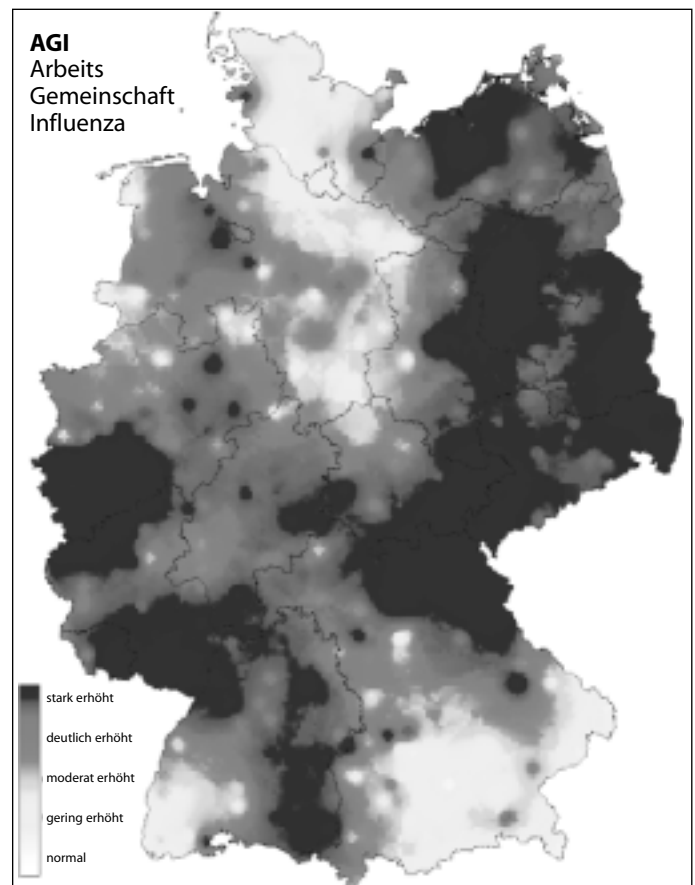 AGI
Arbeits
Gemeinschaft
Influenza
stark erhöht
deutlich erhöht
moderat erhöht
gering erhöht
normal